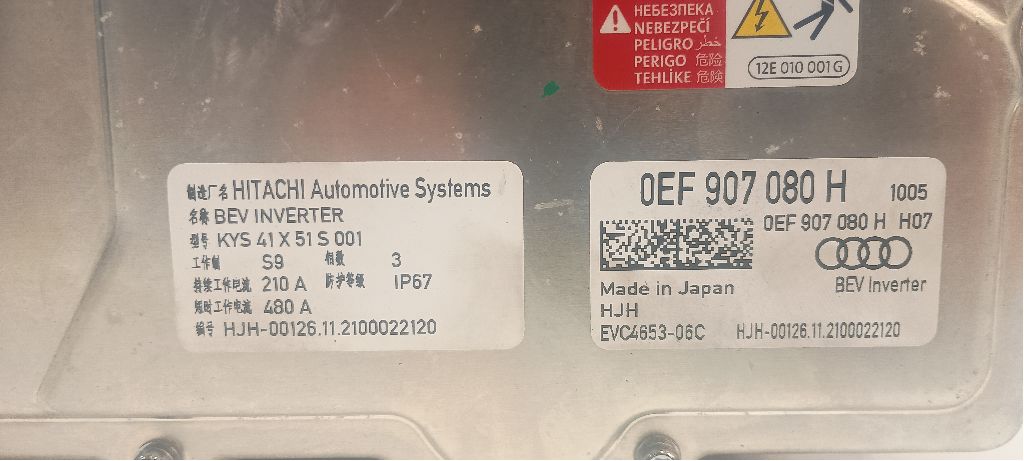 НЕБЕЗПЕКА
NEBEZPEČÍ
PELIGRO خطر
PERIGO 危险
TEHLİKE 危険
12E 010 001 G
制造厂名 HITACHI Automotive Systems
名称 BEV INVERTER
型号 KYS 41 X 51 S 001
工作制 S9 相数 3
持续工作电流 210 A 防护等级 IP67
短时工作电流 480 A
编号 HJH-00126.11.2100022120
0EF 907 080 H 1005
0EF 907 080 H H07
Made in Japan BEV Inverter
HJH
EVC4653-06C HJH-00126.11.2100022120